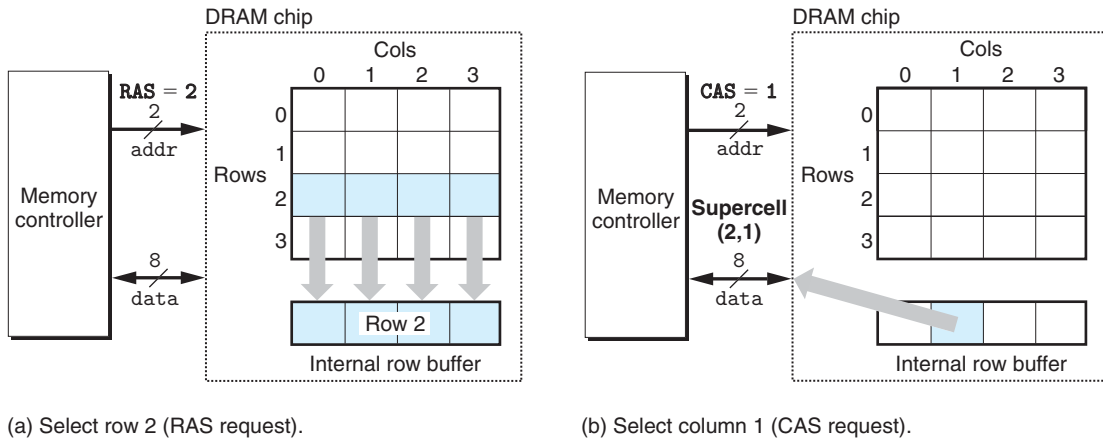 DRAM chip
Cols
0 1 2 3
RAS = 2
2
addr
0
1
Rows
2
3
Memory
controller
8
data
Row 2
Internal row buffer
(a) Select row 2 (RAS request).
DRAM chip
Cols
0 1 2 3
CAS = 1
2
addr
0
1
Rows
2
3
Memory
controller
Supercell
(2,1)
8
data
Internal row buffer
(b) Select column 1 (CAS request).